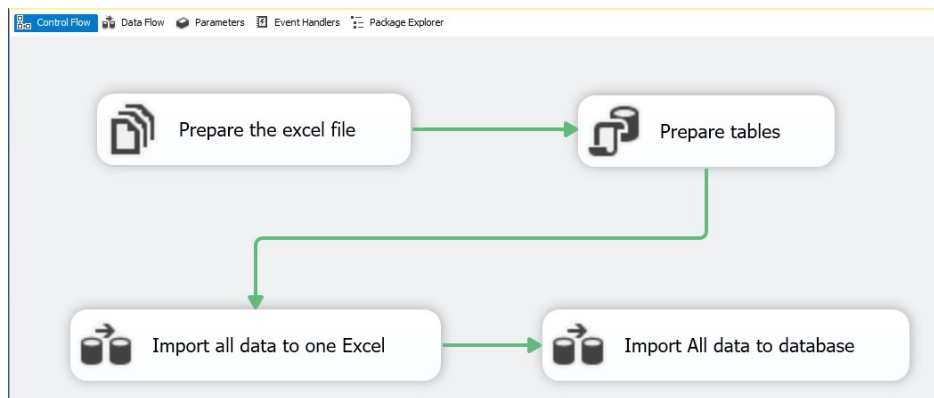 Control Flow Data Flow Parameters Event Handlers Package Explorer
Prepare the excel file
Prepare tables
Import all data to one Excel
Import All data to database